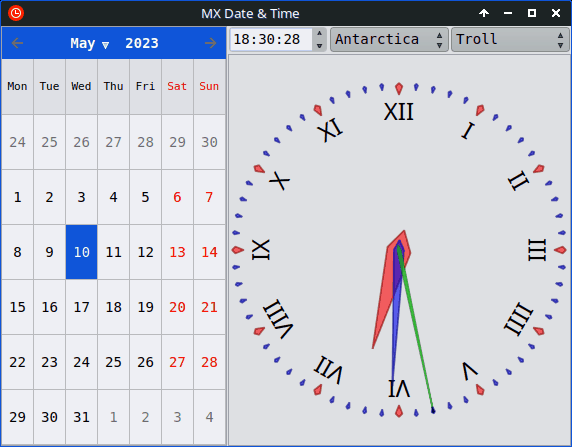 MX Date & Time
May 2023
18:30:28 Antarctica Troll
Mon Tue Wed Thu Fri Sat Sun
24 25 26 27 28 29 30
1 2 3 4 5 6 7
8 9 10 11 12 13 14
15 16 17 18 19 20 21
22 23 24 25 26 27 28
29 30 31 1 2 3 4
XII
I
II
III
IIII
V
VI
VII
VIII
IX
X
XI